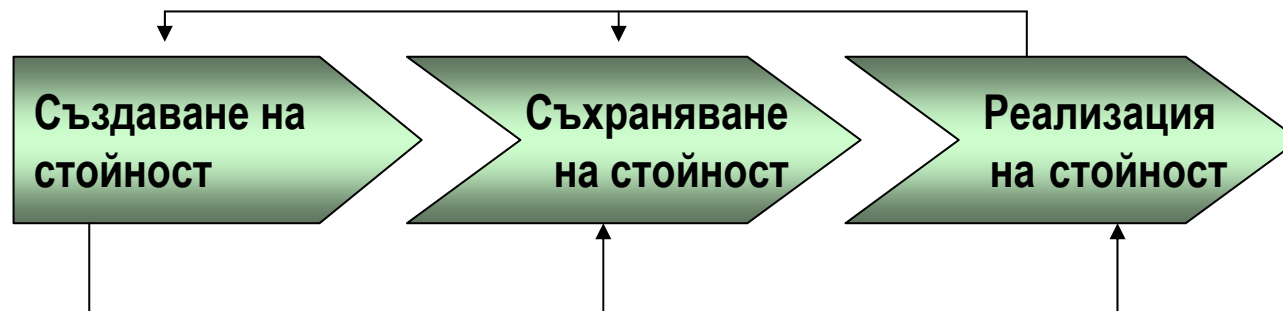 Създаване на
стойност
Съхраняване
на стойност
Реализация
на стойност